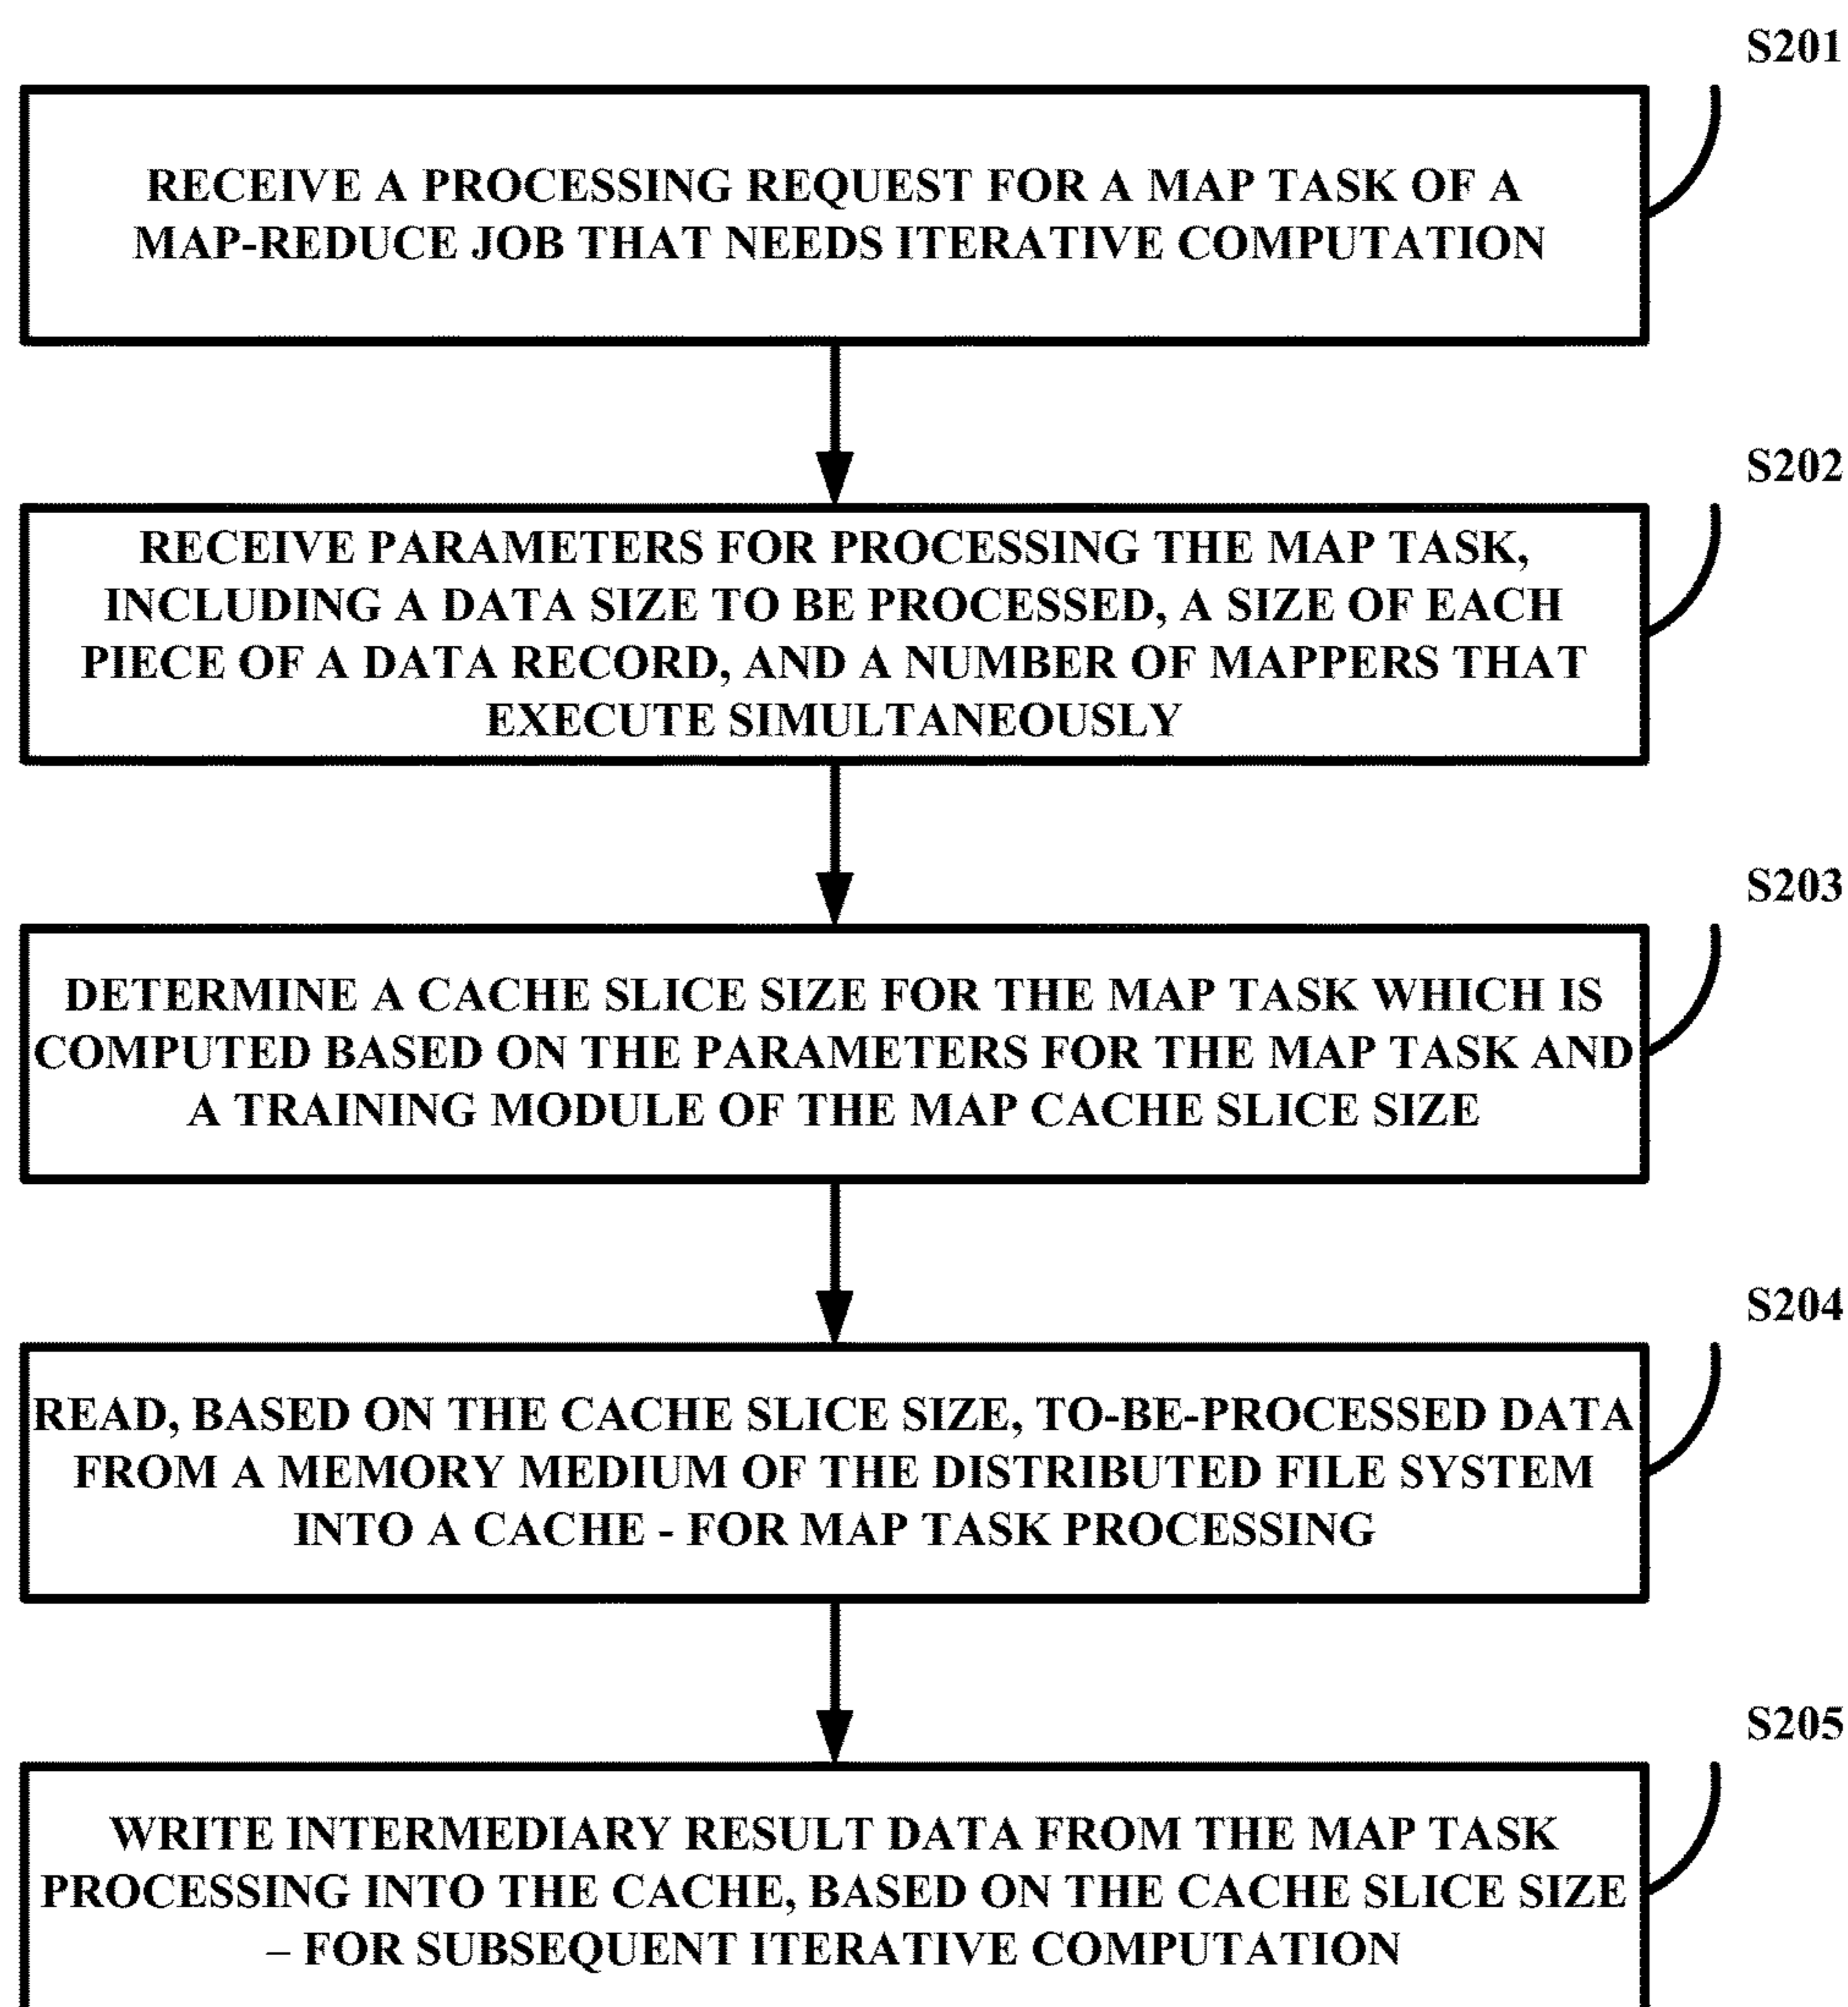 S201
RECEIVE A PROCESSING REQUEST FOR A MAP TASK OF A
MAP-REDUCE JOB THAT NEEDS ITERATIVE COMPUTATION
S202
RECEIVE PARAMETERS FOR PROCESSING THE MAP TASK,
INCLUDING A DATA SIZE TO BE PROCESSED, A SIZE OF EACH
PIECE OF A DATA RECORD, AND A NUMBER OF MAPPERS THAT
EXECUTE SIMULTANEOUSLY
S203
DETERMINE A CACHE SLICE SIZE FOR THE MAP TASK WHICH IS
COMPUTED BASED ON THE PARAMETERS FOR THE MAP TASK AND
A TRAINING MODULE OF THE MAP CACHE SLICE SIZE
S204
READ, BASED ON THE CACHE SLICE SIZE, TO-BE-PROCESSED DATA
FROM A MEMORY MEDIUM OF THE DISTRIBUTED FILE SYSTEM
INTO A CACHE - FOR MAP TASK PROCESSING
S205
WRITE INTERMEDIARY RESULT DATA FROM THE MAP TASK
PROCESSING INTO THE CACHE, BASED ON THE CACHE SLICE SIZE
– FOR SUBSEQUENT ITERATIVE COMPUTATION